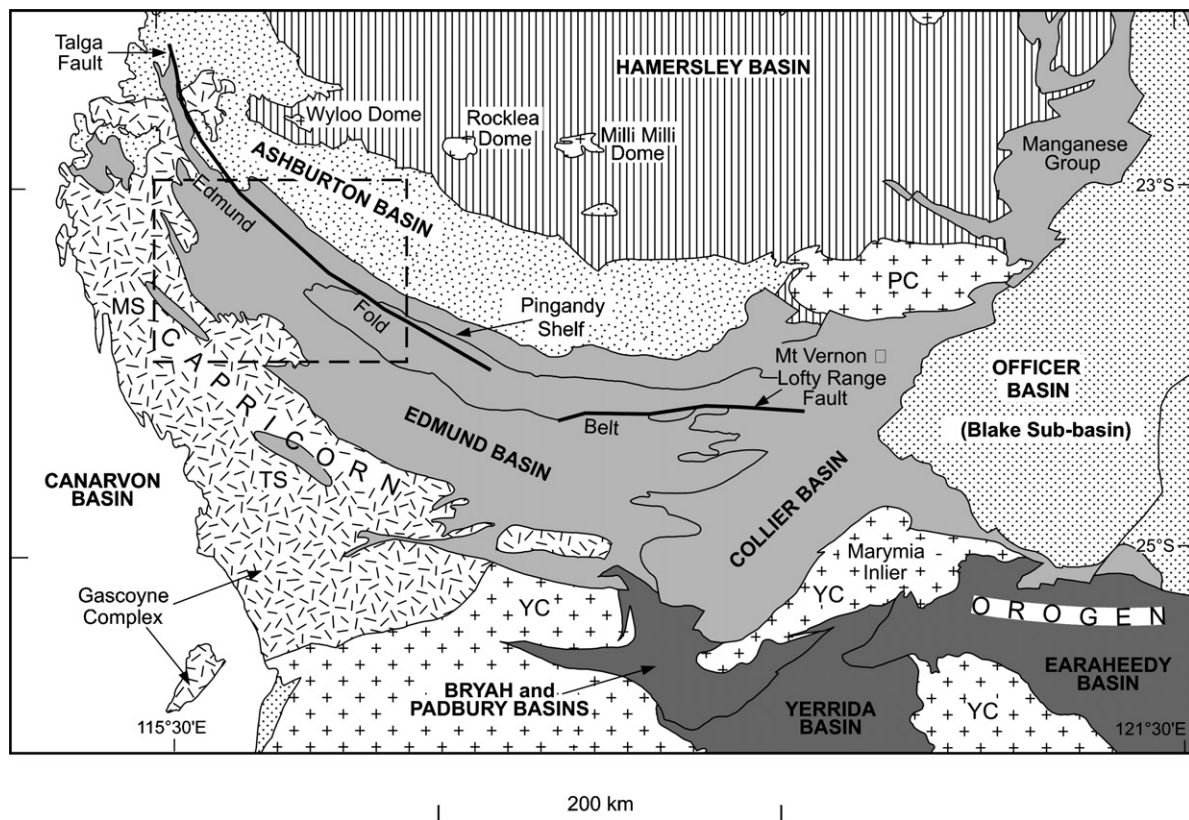 Talga
Fault
HAMERSLEY BASIN
Wyloo Dome
Rocklea
Dome
Milli Milli
Dome
Manganese
Group
ASHBURTON BASIN
23°S
Edmund
PC
MS
Pingandy
Shelf
Fold
Mt Vernon □
Lofty Range
Fault
OFFICER
BASIN
(Blake Sub-basin)
CAPRICORN
EDMUND BASIN
Belt
CANARVON
BASIN
TS
COLLIER BASIN
25°S
Marymia
Inlier
Gascoyne
Complex
YC
YC
OROGEN
BRYAH and
PADBURY BASINS
EARAHEEDY
BASIN
YERRIDA
BASIN
YC
115°30'E
121°30'E
200 km